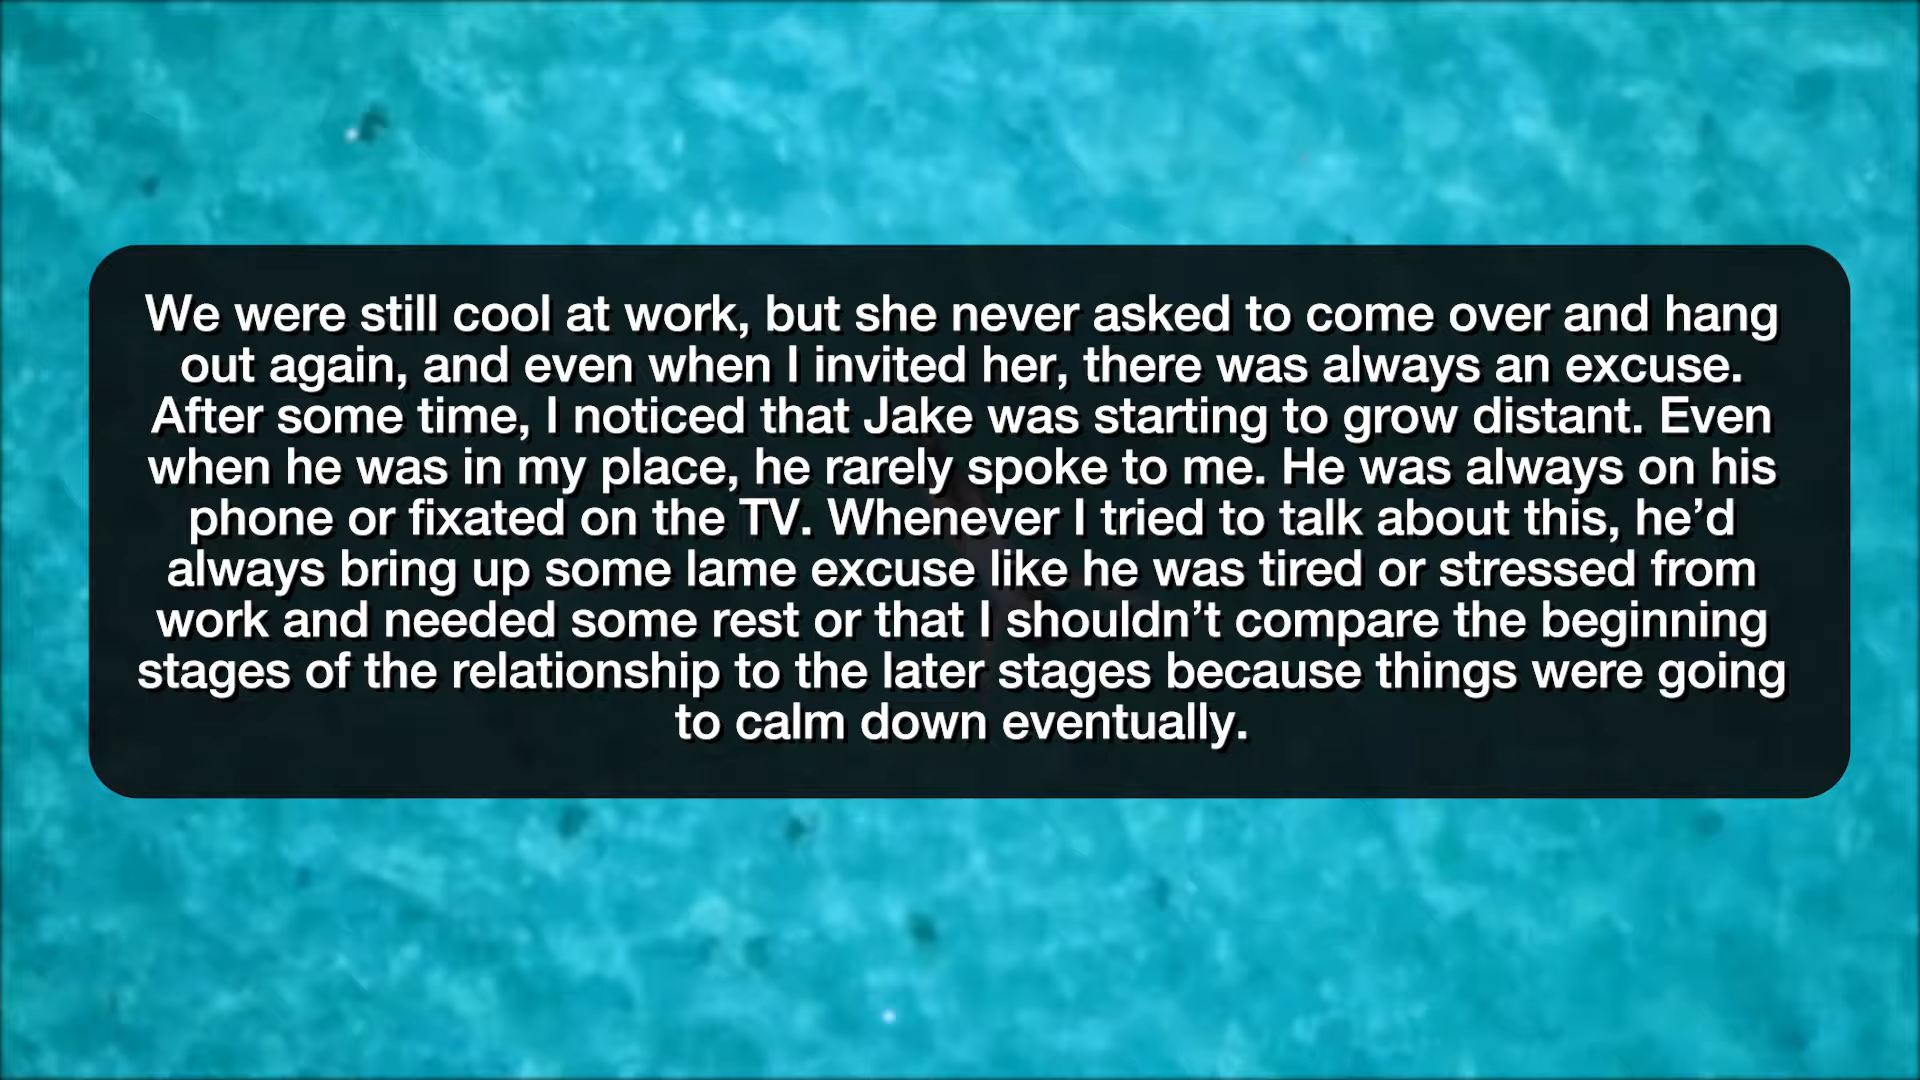 We were still cool at work, but she never asked to come over and hang
out again, and even when I invited her, there was always an excuse.
After some time, I noticed that Jake was starting to grow distant. Even
when he was in my place, he rarely spoke to me. He was always on his
phone or fixated on the TV. Whenever I tried to talk about this, he’d
always bring up some lame excuse like he was tired or stressed from
work and needed some rest or that I shouldn’t compare the beginning
stages of the relationship to the later stages because things were going
to calm down eventually.